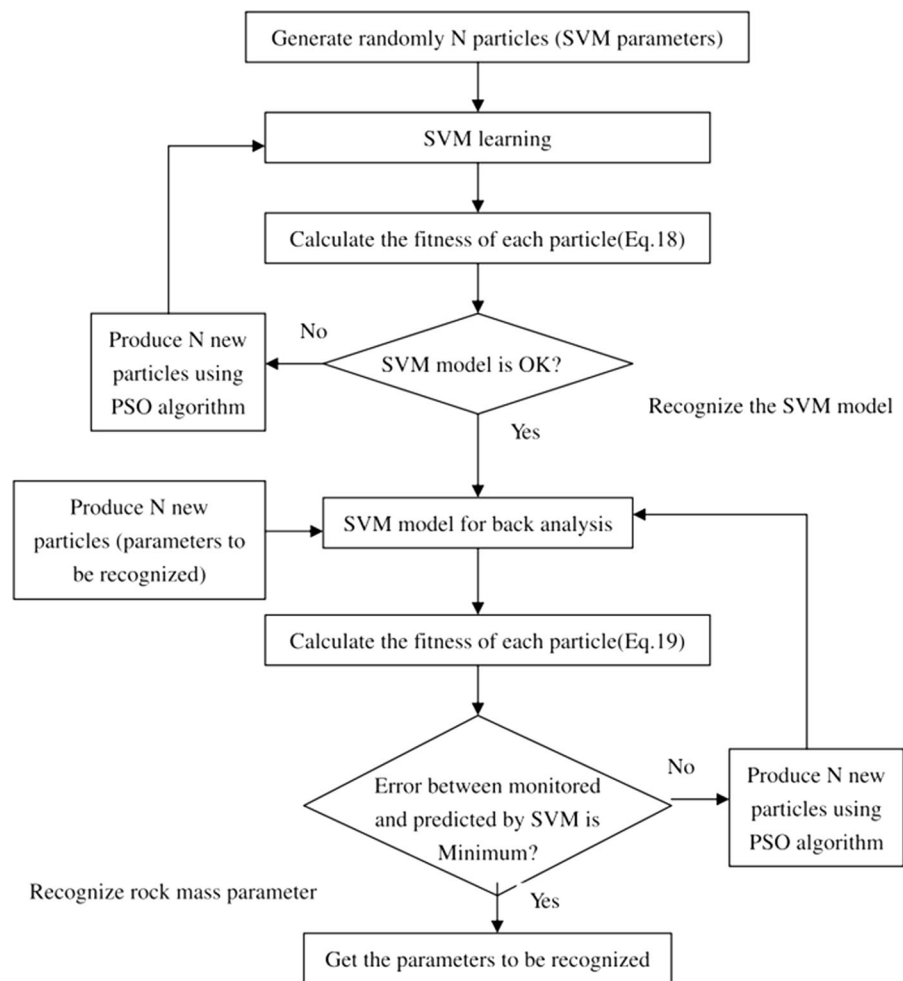 Generate randomly N particles (SVM parameters)
SVM learning
Calculate the fitness of each particle(Eq.18)
Produce N new
particles using
PSO algorithm
No
SVM model is OK?
Recognize the SVM model
Yes
Produce N new
particles (parameters to
be recognized)
SVM model for back analysis
Calculate the fitness of each particle(Eq.19)
Error between monitored
and predicted by SVM is
Minimum?
No
Produce N new
particles using
PSO algorithm
Recognize rock mass parameter
Yes
Get the parameters to be recognized